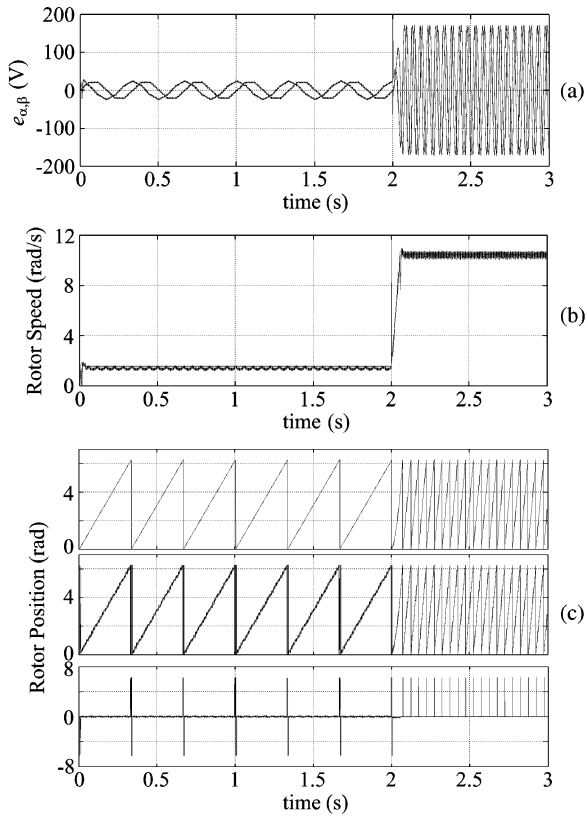 200
100
0
-100
-200
e α,β (V)
0 0.5 1 1.5 2 2.5 3
time (s)
(a)
12
8
4
0
Rotor Speed (rad/s)
0 0.5 1 1.5 2 2.5 3
time (s)
(b)
4
0
4
0
8
0
-8
Rotor Position (rad)
0 0.5 1 1.5 2 2.5 3
time (s)
(c)